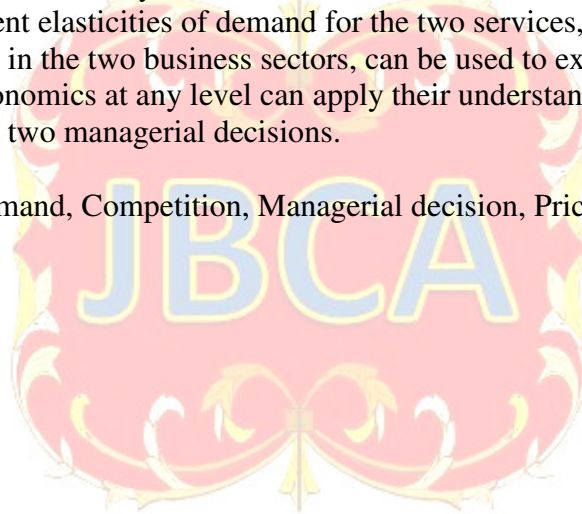 ent elasticities of demand for the two services,
in the two business sectors, can be used to ex
onomics at any level can apply their understan
two managerial decisions.
mand, Competition, Managerial decision, Pric
JBCA